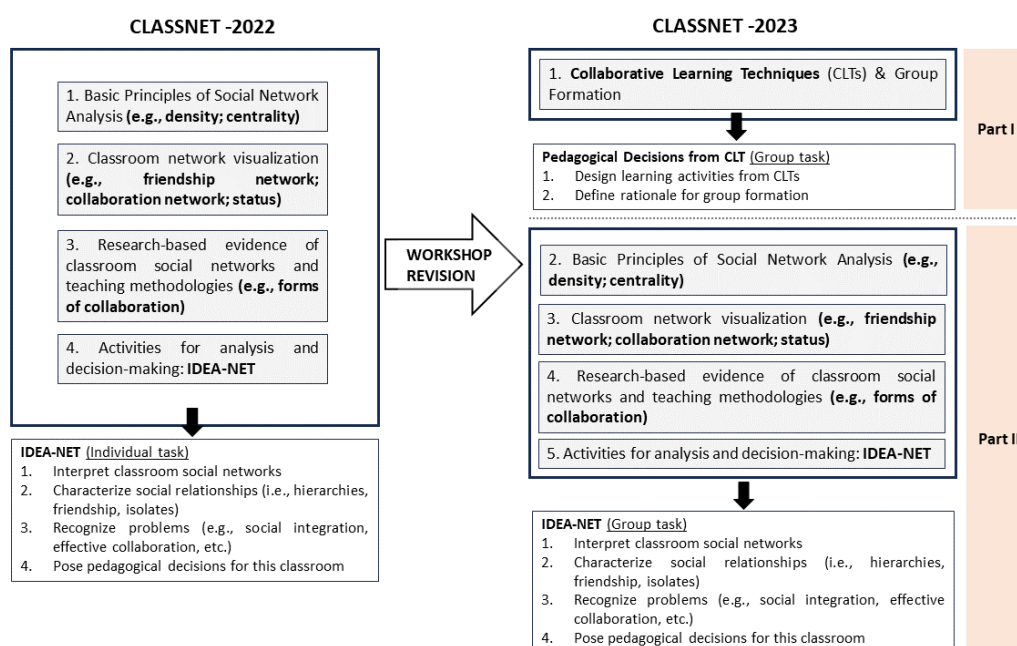 CLASSNET -2022
1. Basic Principles of Social Network
Analysis (e.g., density; centrality)
2. Classroom network visualization
(e.g., friendship network;
collaboration network; status)
3. Research-based evidence of
classroom social networks and
teaching methodologies (e.g., forms
of collaboration)
4. Activities for analysis and
decision-making: IDEA-NET
IDEA-NET (Individual task)
1. Interpret classroom social networks
2. Characterize social relationships (i.e., hierarchies,
friendship, isolates)
3. Recognize problems (e.g., social integration,
effective collaboration, etc.)
4. Pose pedagogical decisions for this classroom
WORKSHOP
REVISION
CLASSNET -2023
1. Collaborative Learning Techniques (CLTs) & Group
Formation
Pedagogical Decisions from CLT (Group task)
1. Design learning activities from CLTs
2. Define rationale for group formation
Part I
2. Basic Principles of Social Network Analysis (e.g.,
density; centrality)
3. Classroom network visualization (e.g., friendship
network; collaboration network; status)
4. Research-based evidence of classroom social
networks and teaching methodologies (e.g., forms of
collaboration)
5. Activities for analysis and decision-making: IDEA-NET
Part II
IDEA-NET (Group task)
1. Interpret classroom social networks
2. Characterize social relationships (i.e., hierarchies,
friendship, isolates)
3. Recognize problems (e.g., social integration, effective
collaboration, etc.)
4. Pose pedagogical decisions for this classroom